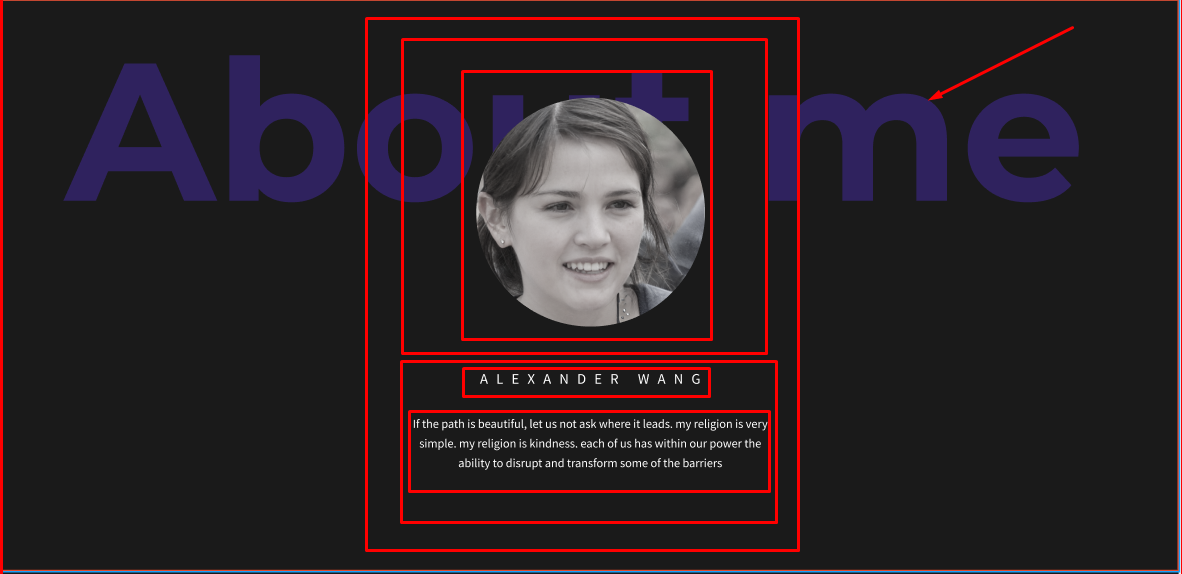 About me
ALEXANDER WANG
If the path is beautiful, let us not ask where it leads. my religion is very
simple. my religion is kindness. each of us has within our power the
ability to disrupt and transform some of the barriers